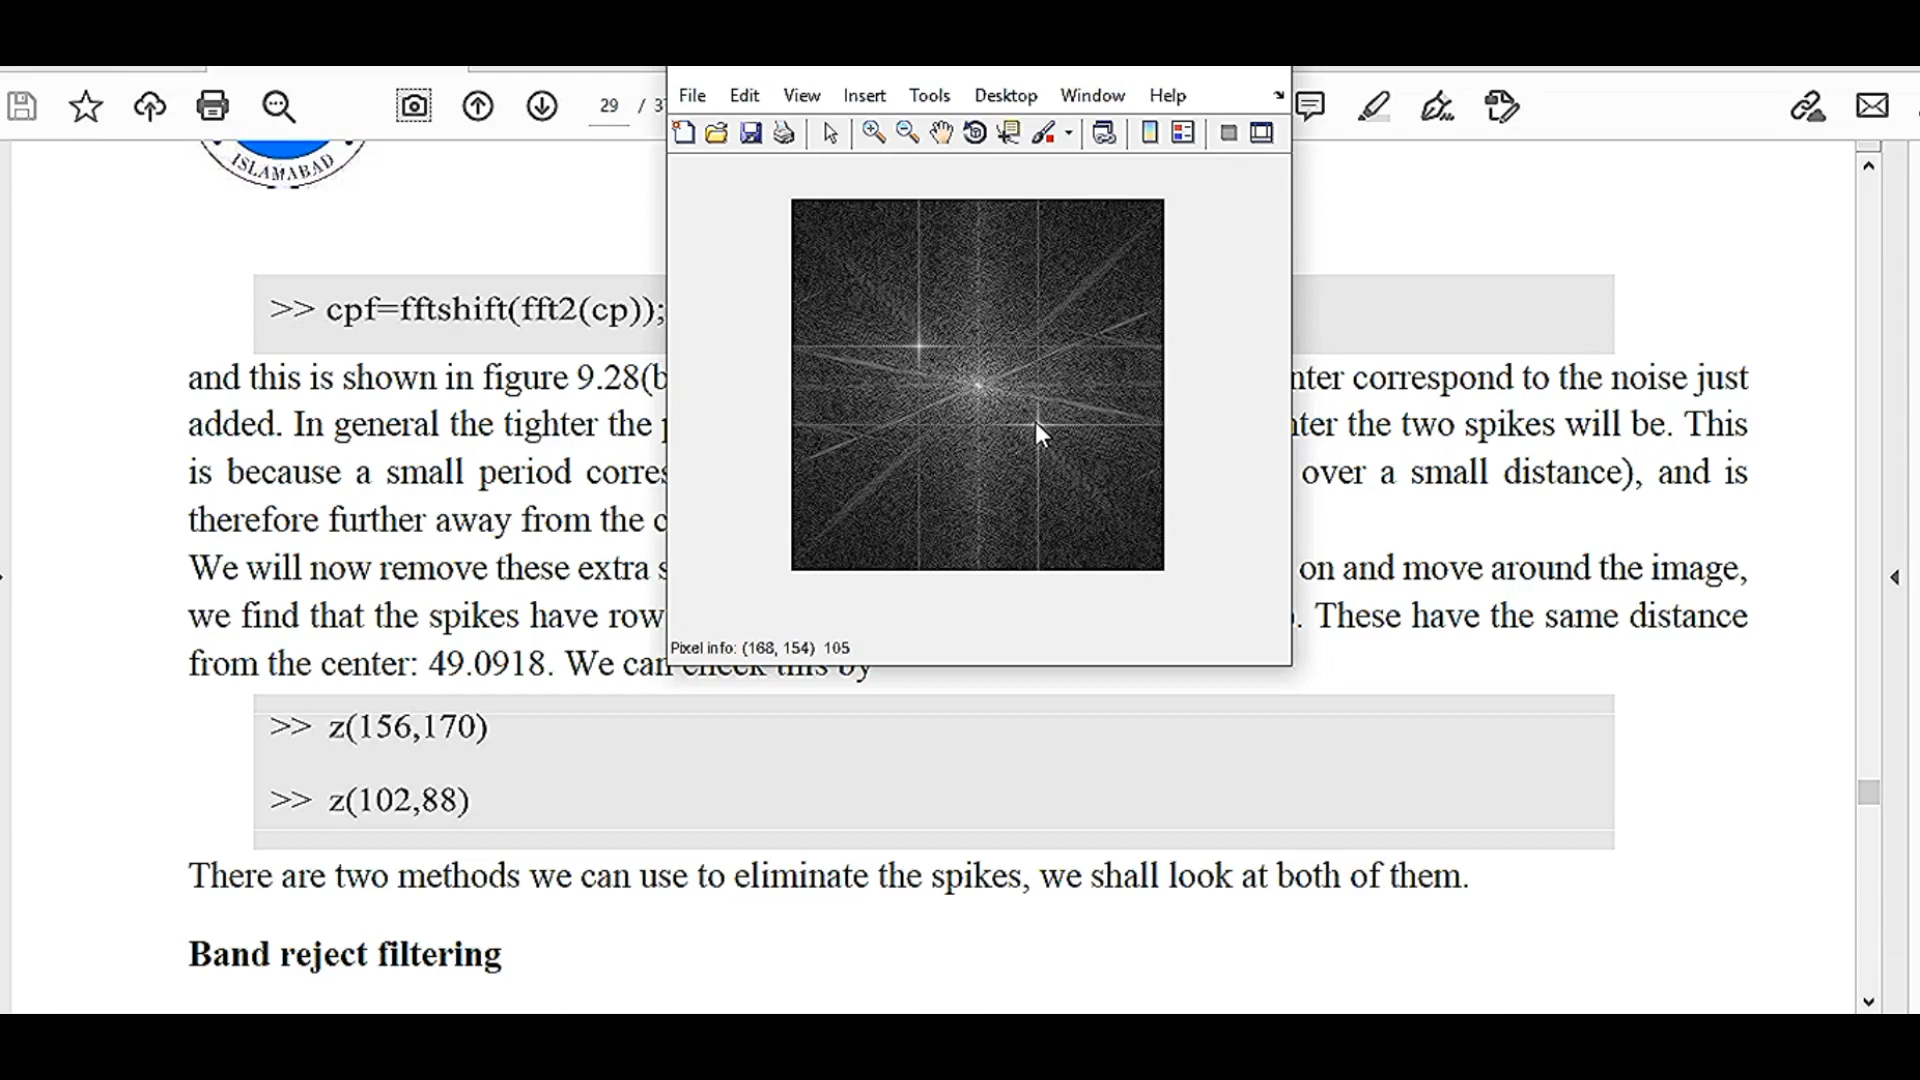 29 / 3
File Edit View Insert Tools Desktop Window Help
ISLAMABAD
>> cpf=fftshift(fft2(cp));
and this is shown in figure 9.28(b nter correspond to the noise just
added. In general the tighter the nter the two spikes will be. This
is because a small period corres over a small distance), and is
therefore further away from the c
We will now remove these extra s on and move around the image,
we find that the spikes have row . These have the same distance
Pixel info: (168, 154) 105
from the center: 49.0918. We can check this by
>> z(156,170)
>> z(102,88)
There are two methods we can use to eliminate the spikes, we shall look at both of them.
Band reject filtering